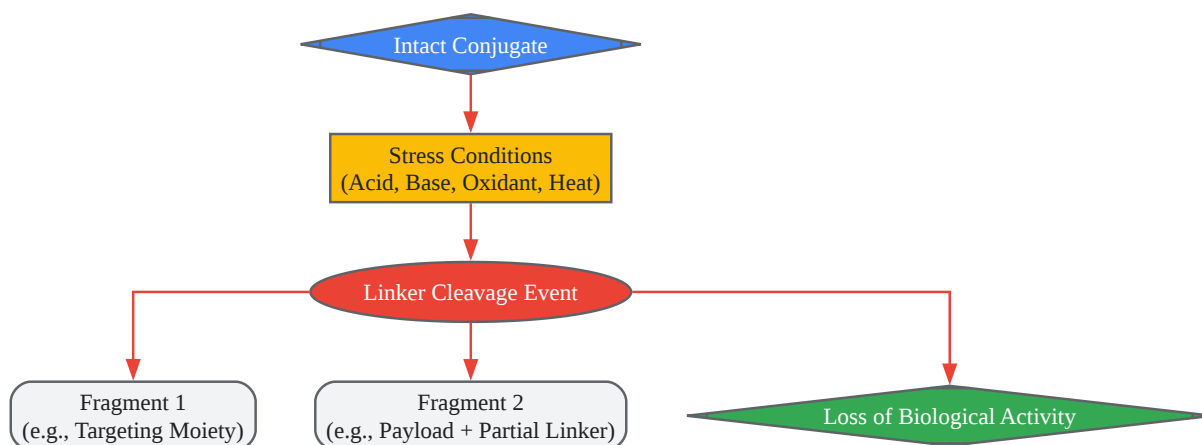 Intact Conjugate
Stress Conditions
(Acid, Base, Oxidant, Heat)
Linker Cleavage Event
Fragment 1
(e.g., Targeting Moiety)
Fragment 2
(e.g., Payload + Partial Linker)
Loss of Biological Activity